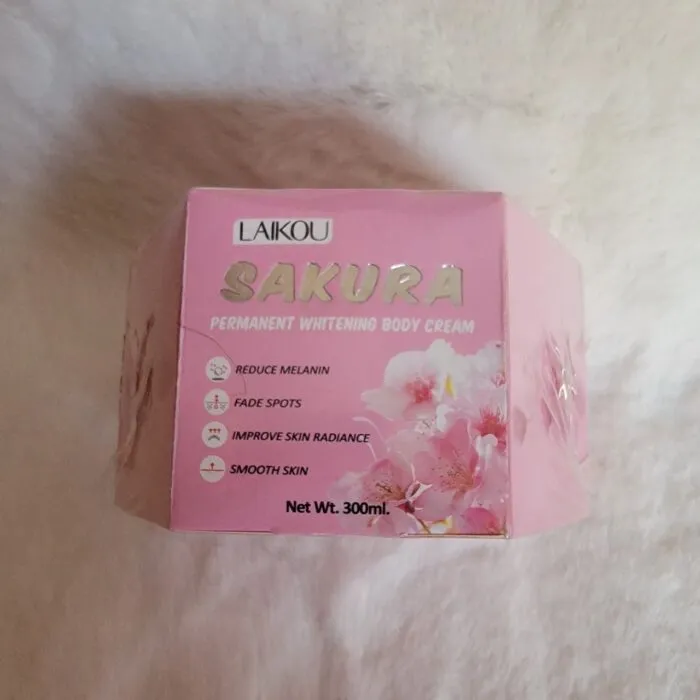 LAIKOU
SAKURA
PERMANENT WHITENING BODY CREAM
REDUCE MELANIN
FADE SPOTS
IMPROVE SKIN RADIANCE
SMOOTH SKIN
Net Wt. 300ml.